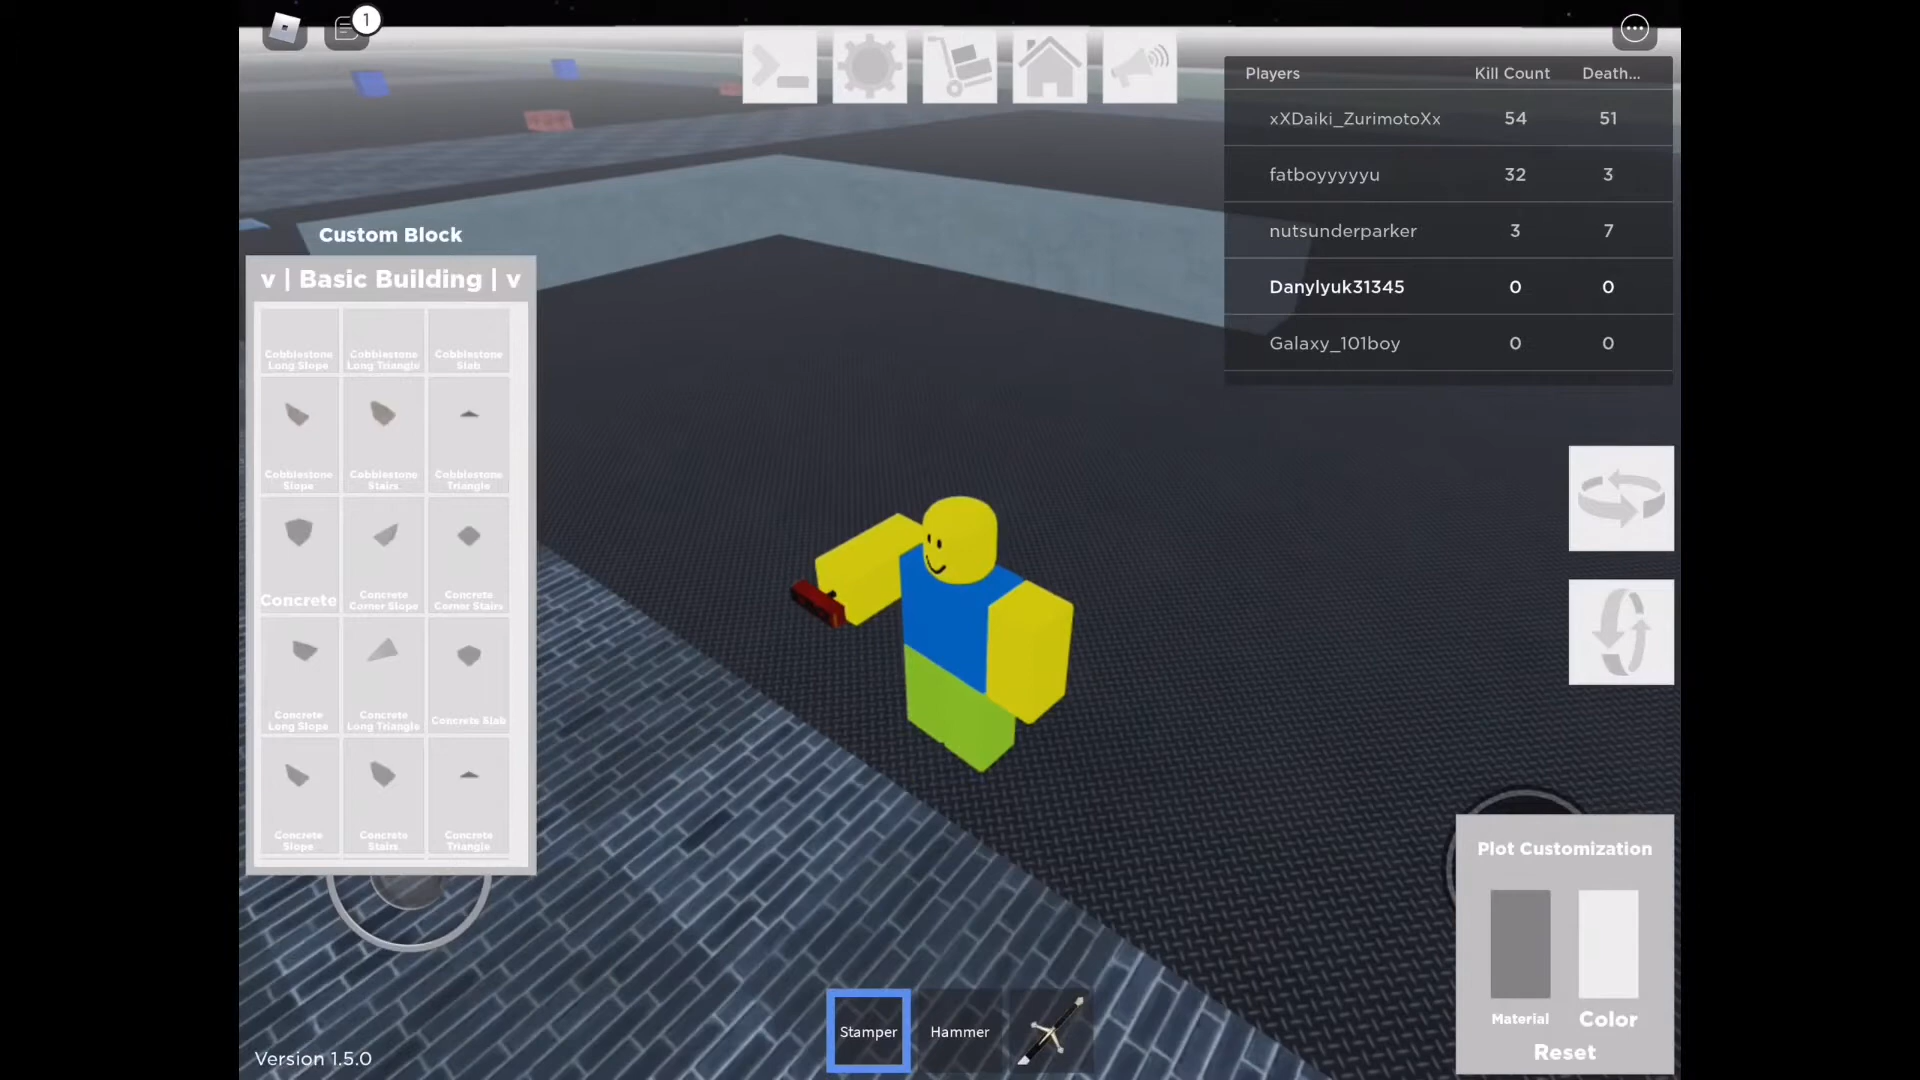 1
Players Kill Count Death...
xXDaiki_ZurimotoXx 54 51
fatboyyyyyu 32 3
nutsunderparker 3 7
Danylyuk31345 0 0
Galaxy_101boy 0 0
Custom Block
v | Basic Building | v
Cobblestone Long Slope
Cobblestone Long Triangle
Cobblestone Slab
Cobblestone Slope
Cobblestone Stairs
Cobblestone Triangle
Concrete
Concrete Corner Slope
Concrete Corner Stairs
Concrete Long Slope
Concrete Long Triangle
Concrete Slab
Concrete Slope
Concrete Stairs
Concrete Triangle
Plot Customization
Material Color
Reset
Stamper Hammer
Version 1.5.0